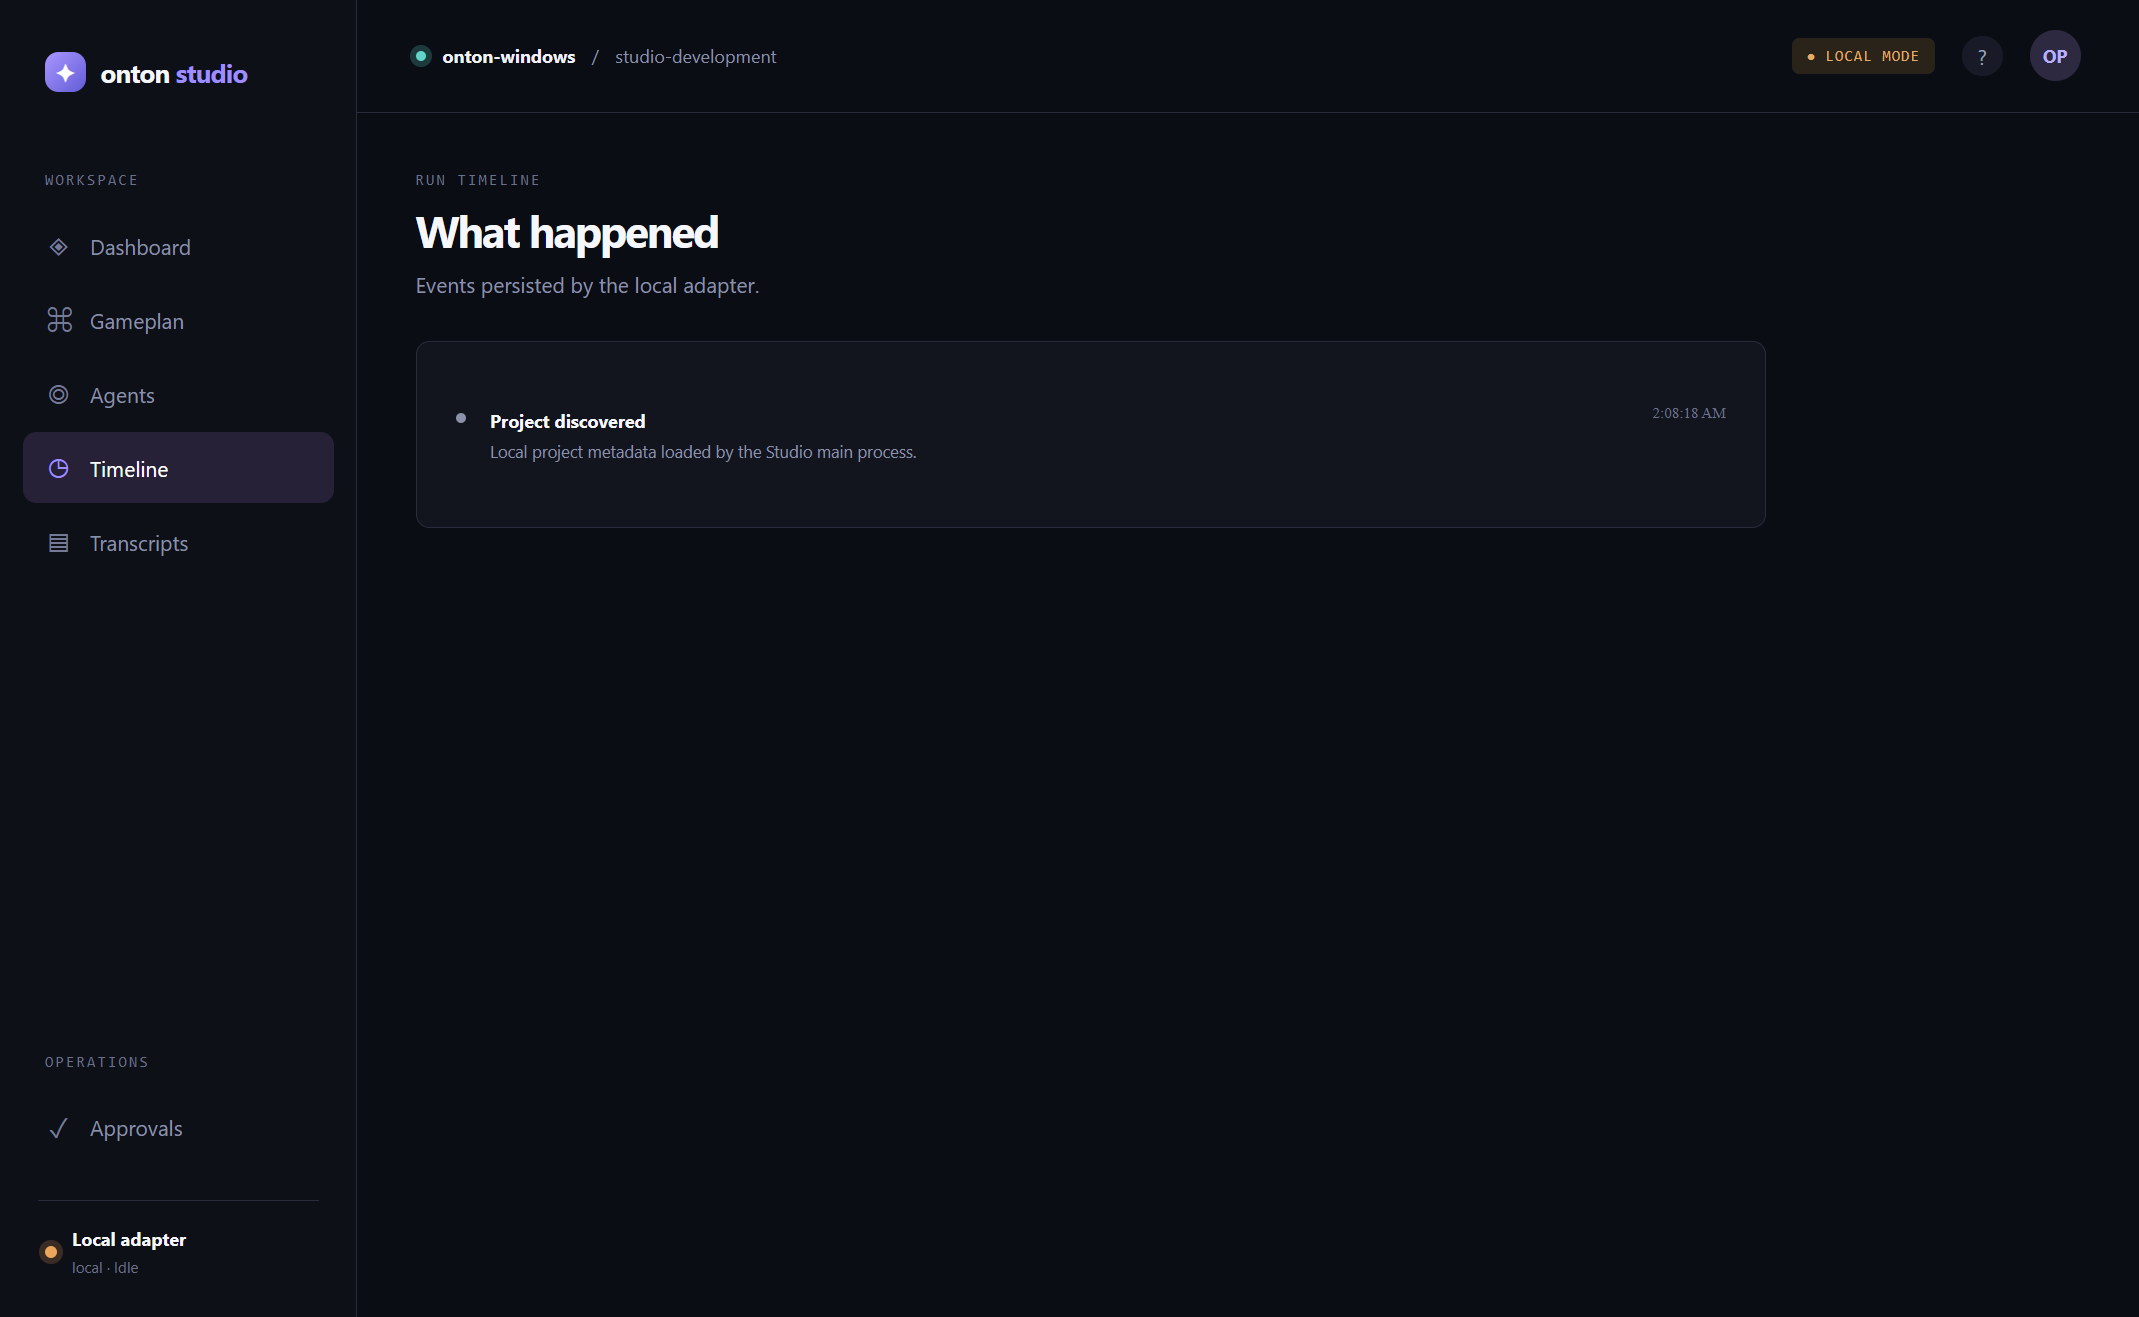 onton studio
WORKSPACE
Dashboard
Gameplan
Agents
Timeline
Transcripts
OPERATIONS
Approvals
Local adapter
local · Idle
onton-windows / studio-development
LOCAL MODE
?
OP
RUN TIMELINE
What happened
Events persisted by the local adapter.
Project discovered
2:08:18 AM
Local project metadata loaded by the Studio main process.